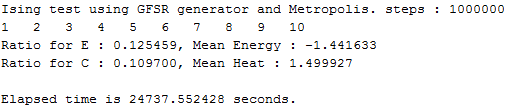 Ising test using GFSR generator and Metropolis. steps : 1000000
1 2 3 4 5 6 7 8 9 10
Ratio for E : 0.125459, Mean Energy : -1.441633
Ratio for C : 0.109700, Mean Heat : 1.499927
Elapsed time is 24737.552428 seconds.